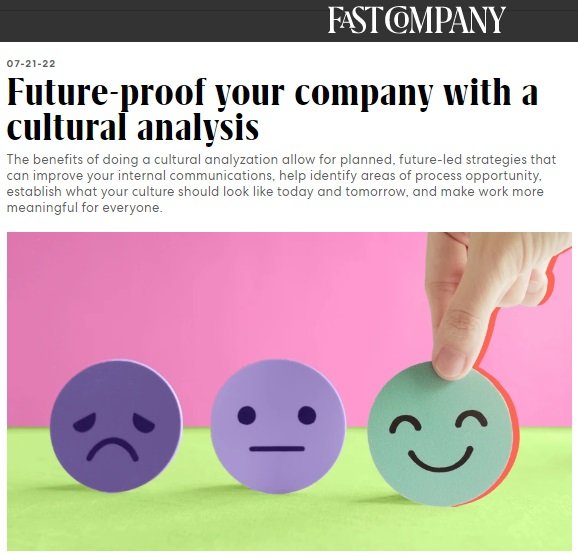 FAST COMPANY
07-21-22
Future-proof your company with a
cultural analysis
The benefits of doing a cultural analyzation allow for planned, future-led strategies that
can improve your internal communications, help identify areas of process opportunity,
establish what your culture should look like today and tomorrow, and make work more
meaningful for everyone.